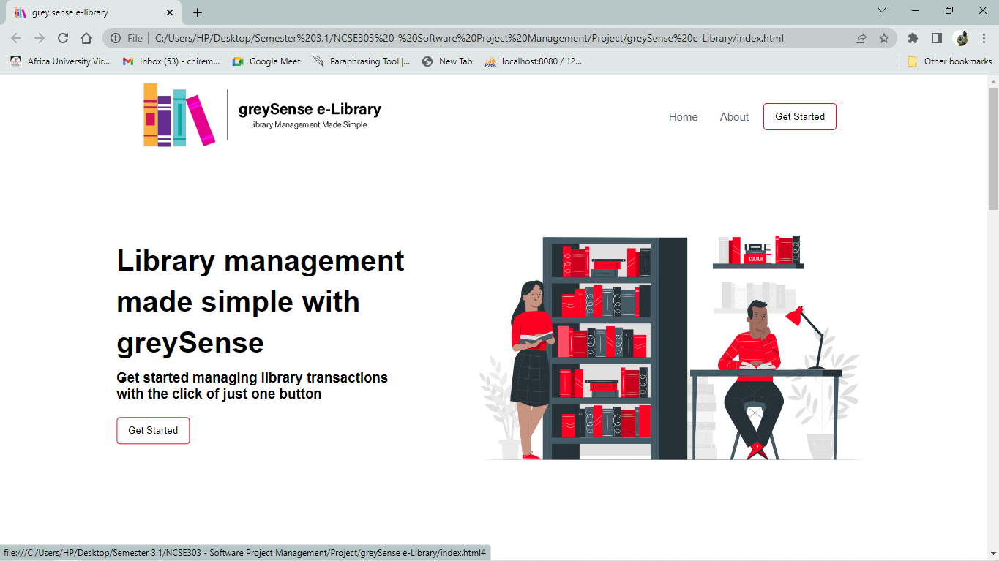 grey sense e-library
File
C:/Users/HP/Desktop/Semester%203.1/NCSE303%20-%20Software%20Project%20Management/Project/greySense%20e-Library/index.html
Africa University Vir...
Inbox (53) - chirem...
Google Meet
Paraphrasing Tool |...
New Tab
PMA
localhost:8080 / 12...
Other bookmarks
greySense e-Library
Library Management Made Simple
Home
About
Get Started
Library management
made simple with
greySense
Get started managing library transactions
with the click of just one button
Get Started
COLOUR
file:///C:/Users/HP/Desktop/Semester 3.1/NCSE303 - Software Project Management/Project/greySense e-Library/index.html#